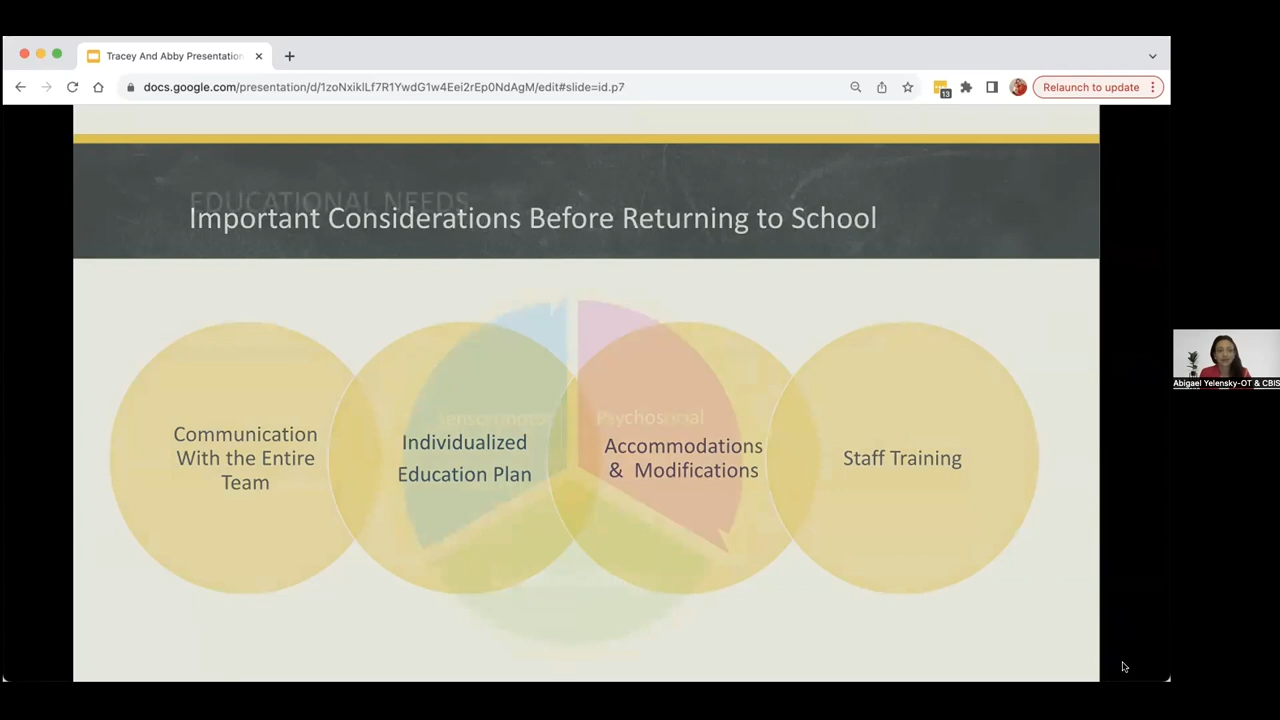 Tracey And Abby Presentation
docs.google.com/presentation/d/1zoNxiklLf7R1YwdG1w4Eei2rEp0NdAgM/edit#slide=id.p7
13
Relaunch to update
EDUCATIONAL NEEDS
Important Considerations Before Returning to School
Communication
With the Entire
Team
Individualized
Education Plan
Psychosocial
Accommodations
& Modifications
Staff Training
Abigael Yelensky-OT & CBIS